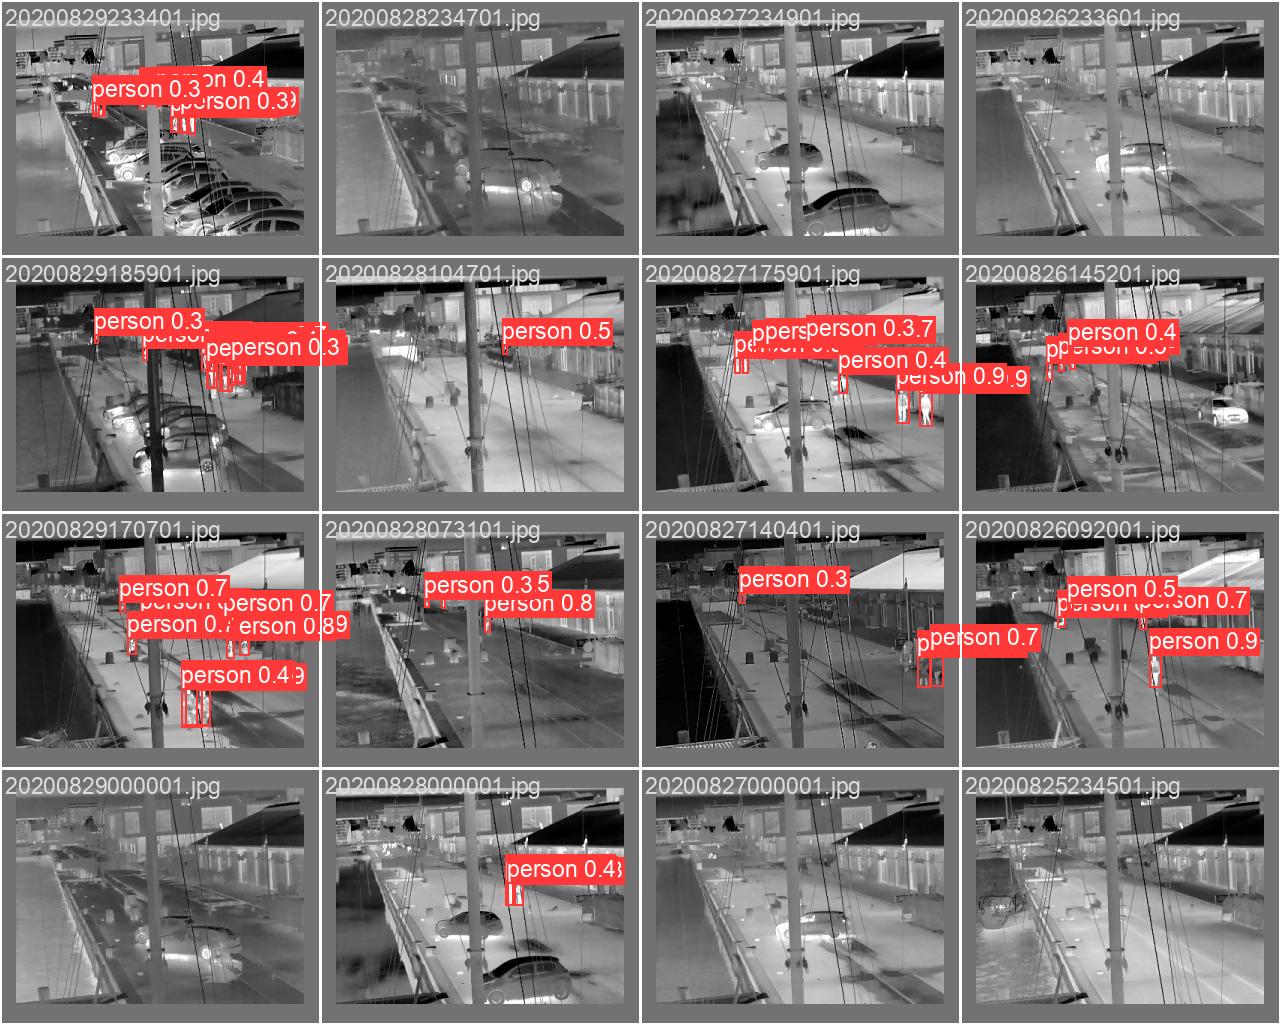 20200829233401.jpg
20200828234701.jpg
20200827234901.jpg
20200826233601.jpg
person 0.4
person 0.3
person 0.3
20200829185901.jpg
20200828104701.jpg
20200827175901.jpg
20200826145201.jpg
person 0.3
person 0.3
person 0.5
person 0.3
person 0.4
person 0.9
person 0.4
20200829170701.jpg
20200828073101.jpg
20200827140401.jpg
20200826092001.jpg
person 0.7
person 0.7
person 0.4
person 0.3
person 0.8
person 0.3
person 0.7
person 0.5
person 0.7
person 0.9
20200829000001.jpg
20200828000001.jpg
20200827000001.jpg
20200825234501.jpg
person 0.4